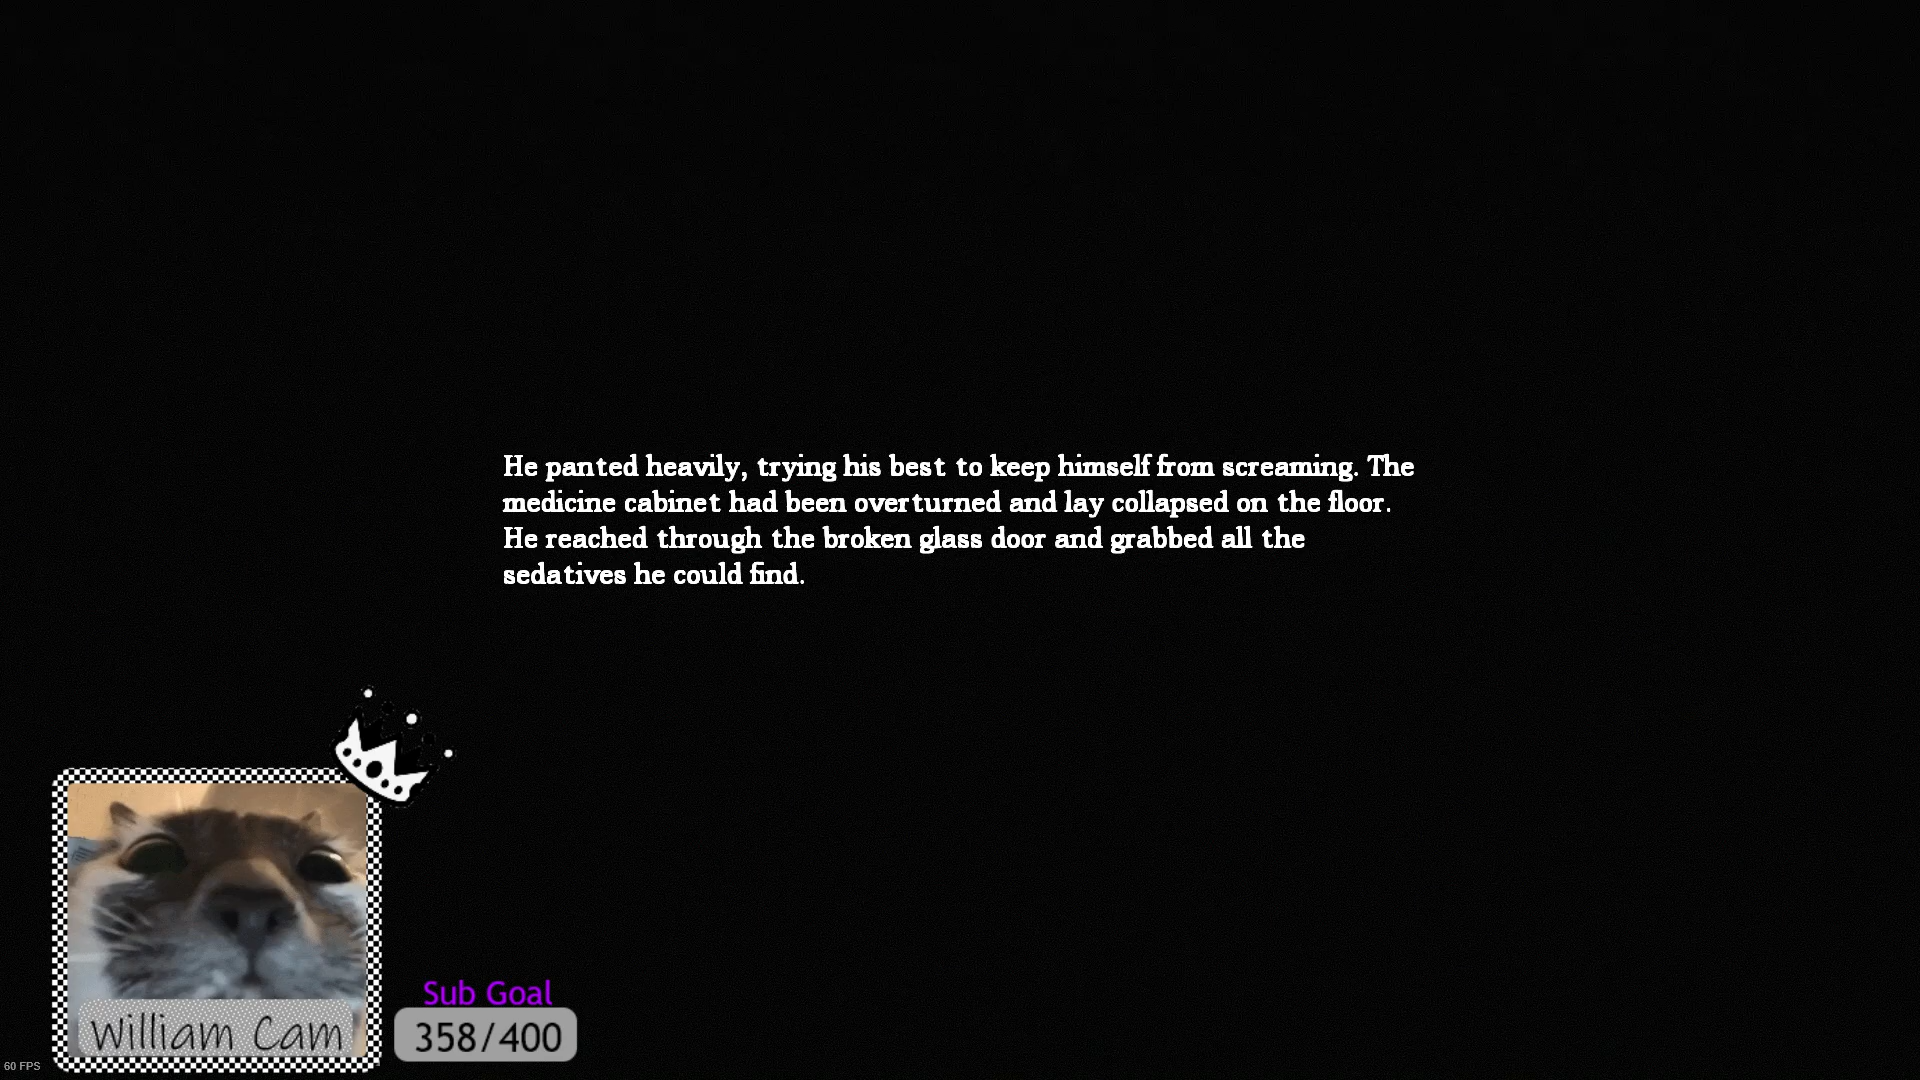 He panted heavily, trying his best to keep himself from screaming. The
medicine cabinet had been overturned and lay collapsed on the floor.
He reached through the broken glass door and grabbed all the
sedatives he could find.
William Cam
Sub Goal
358/400
60 FPS